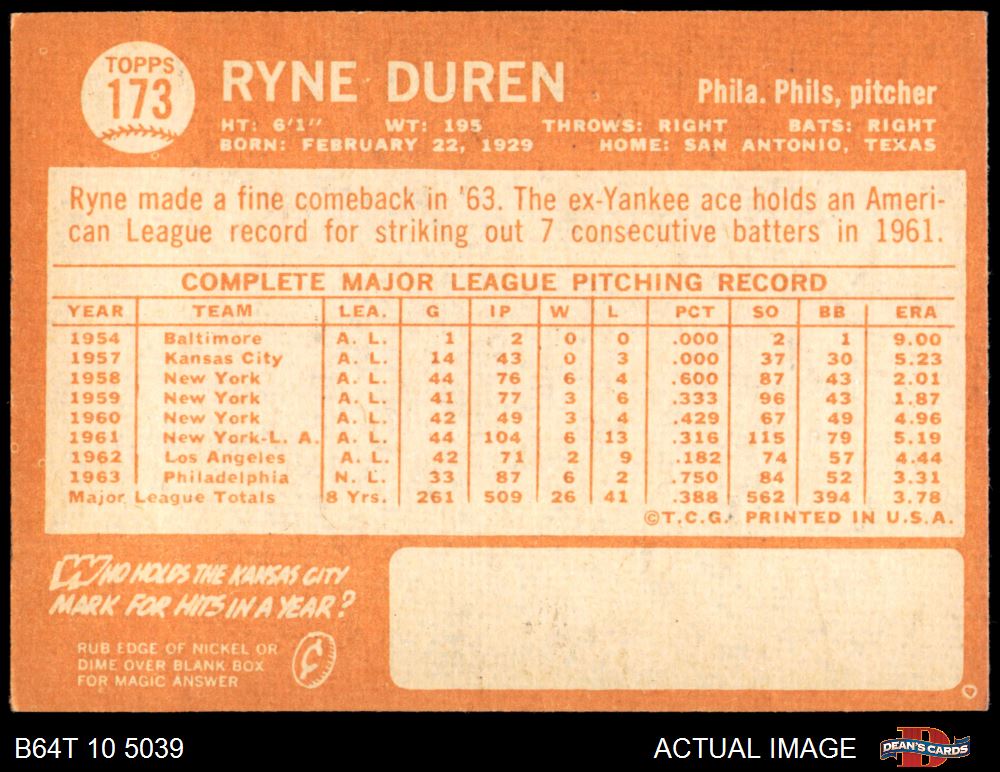 TOPPS
173
RYNE DUREN
Phila. Phils, pitcher
HT: 6'1" WT: 195 THROWS: RIGHT BATS: RIGHT
BORN: FEBRUARY 22, 1929 HOME: SAN ANTONIO, TEXAS
Ryne made a fine comeback in '63. The ex-Yankee ace holds an Ameri-
can League record for striking out 7 consecutive batters in 1961.
COMPLETE MAJOR LEAGUE PITCHING RECORD
YEAR TEAM LEA. G IP W L PCT SO BB ERA
1954 Baltimore A. L. 1 2 0 0 .000 2 1 9.00
1957 Kansas City A. L. 14 43 0 3 .000 37 30 5.23
1958 New York A. L. 44 76 6 4 .600 87 43 2.01
1959 New York A. L. 41 77 3 6 .333 96 43 1.87
1960 New York A. L. 42 49 3 4 .429 67 49 4.96
1961 New York-L. A. A. L. 44 104 6 13 .316 115 79 5.19
1962 Los Angeles A. L. 42 71 2 9 .182 74 57 4.44
1963 Philadelphia N. L. 33 87 6 2 .750 84 52 3.31
Major League Totals 8 Yrs. 261 509 26 41 .388 562 394 3.78
©T.C.G. PRINTED IN U.S.A.
WHO HOLDS THE KANSAS CITY
MARK FOR HITS IN A YEAR?
RUB EDGE OF NICKEL OR
DIME OVER BLANK BOX
FOR MAGIC ANSWER
B64T 10 5039 ACTUAL IMAGE DEAN'S CARDS